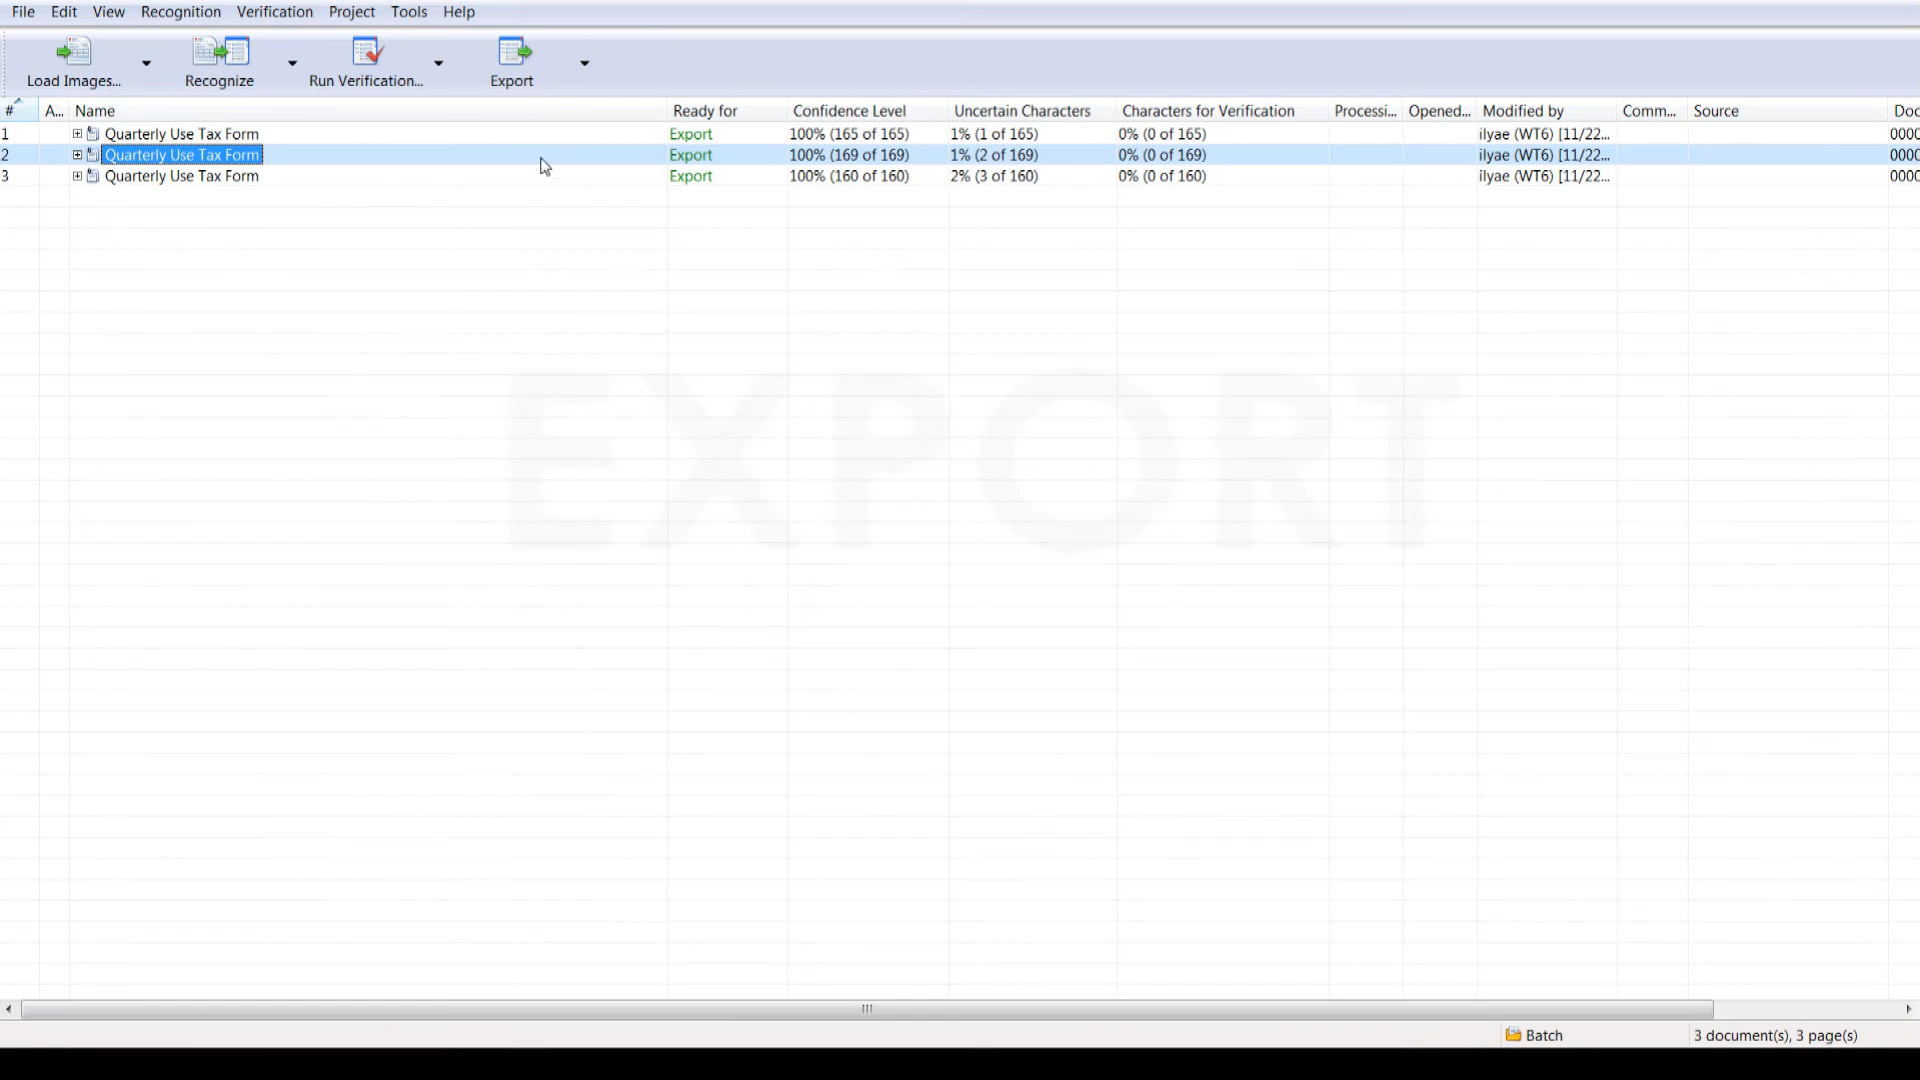 File Edit View Recognition Verification Project Tools Help
Load Images... Recognize Run Verification... Export
# A... Name Ready for Confidence Level Uncertain Characters Characters for Verification Processi... Opened... Modified by Comm... Source Doc
1 Quarterly Use Tax Form Export 100% (165 of 165) 1% (1 of 165) 0% (0 of 165) ilyae (WT6) [11/22... 0000
2 Quarterly Use Tax Form Export 100% (169 of 169) 1% (2 of 169) 0% (0 of 169) ilyae (WT6) [11/22... 0000
3 Quarterly Use Tax Form Export 100% (160 of 160) 2% (3 of 160) 0% (0 of 160) ilyae (WT6) [11/22... 0000
EXPORT
Batch 3 document(s), 3 page(s)